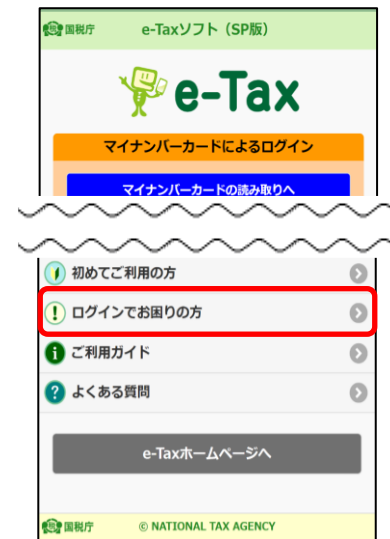 国税庁 e-Taxソフト（SP版）
e-Tax
マイナンバーカードによるログイン
マイナンバーカードの読み取りへ
初めてご利用の方
ログインでお困りの方
ご利用ガイド
よくある質問
e-Taxホームページへ
国税庁 © NATIONAL TAX AGENCY